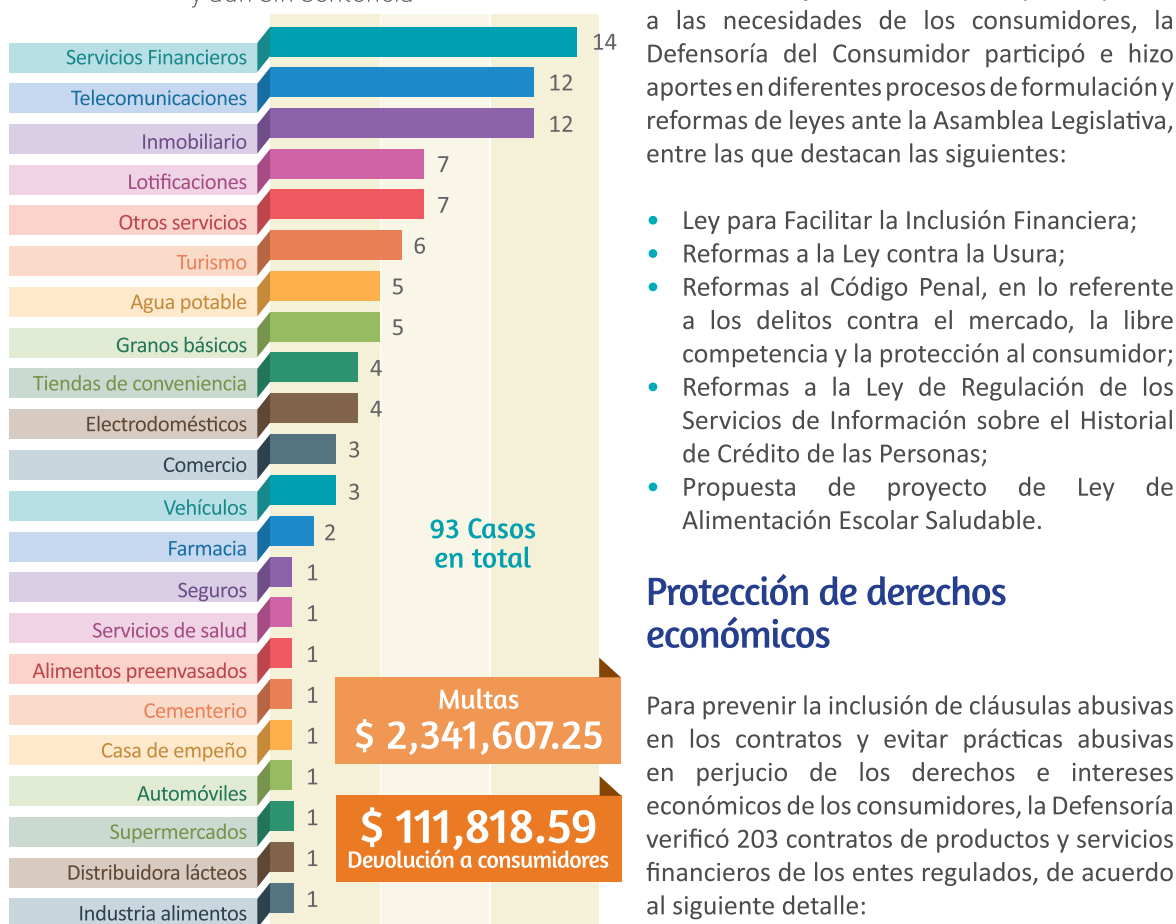 y aún sin sentencia
Servicios Financieros 14
Telecomunicaciones 12
Inmobiliario 12
Lotificaciones 7
Otros servicios 7
Turismo 6
Agua potable 5
Granos básicos 5
Tiendas de conveniencia 4
Electrodomésticos 4
Comercio 3
Vehículos 3
Farmacia 2
Seguros 1
Servicios de salud 1
Alimentos preenvasados 1
Cementerio 1
Casa de empeño 1
Automóviles 1
Supermercados 1
Distribuidora lácteos 1
Industria alimentos 1
93 Casos
en total
Multas
$ 2,341,607.25
$ 111,818.59
Devolución a consumidores
a las necesidades de los consumidores, la
Defensoría del Consumidor participó e hizo
aportes en diferentes procesos de formulación y
reformas de leyes ante la Asamblea Legislativa,
entre las que destacan las siguientes:
• Ley para Facilitar la Inclusión Financiera;
• Reformas a la Ley contra la Usura;
• Reformas al Código Penal, en lo referente
a los delitos contra el mercado, la libre
competencia y la protección al consumidor;
• Reformas a la Ley de Regulación de los
Servicios de Información sobre el Historial
de Crédito de las Personas;
• Propuesta de proyecto de Ley de
Alimentación Escolar Saludable.
Protección de derechos
económicos
Para prevenir la inclusión de cláusulas abusivas
en los contratos y evitar prácticas abusivas
en perjucio de los derechos e intereses
económicos de los consumidores, la Defensoría
verificó 203 contratos de productos y servicios
financieros de los entes regulados, de acuerdo
al siguiente detalle: